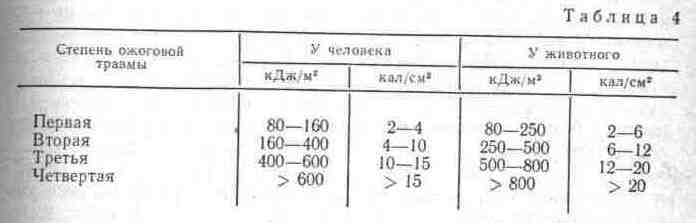 Таблица 4
Степень ожоговой травмы У человека У животного
кДж/м² кал/см² кДж/м² кал/см²
Первая 80—160 2—4 80—250 2—6
Вторая 160—400 4—10 250—500 6—12
Третья 400—600 10—15 500—800 12—20
Четвертая > 600 > 15 > 800 > 20